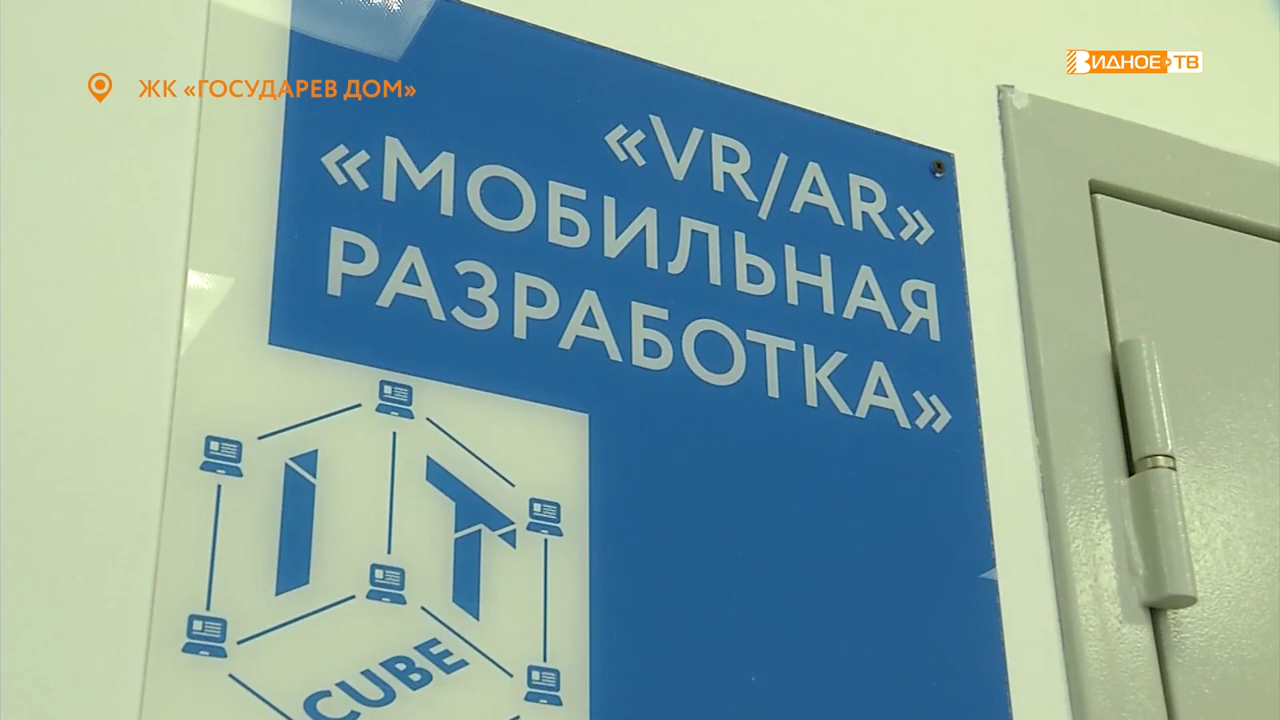 ЖК «ГОСУДАРЕВ ДОМ»
ВИДНОЕ ТВ
«VR/AR»
«МОБИЛЬНАЯ
РАЗРАБОТКА»
IT
CUBE